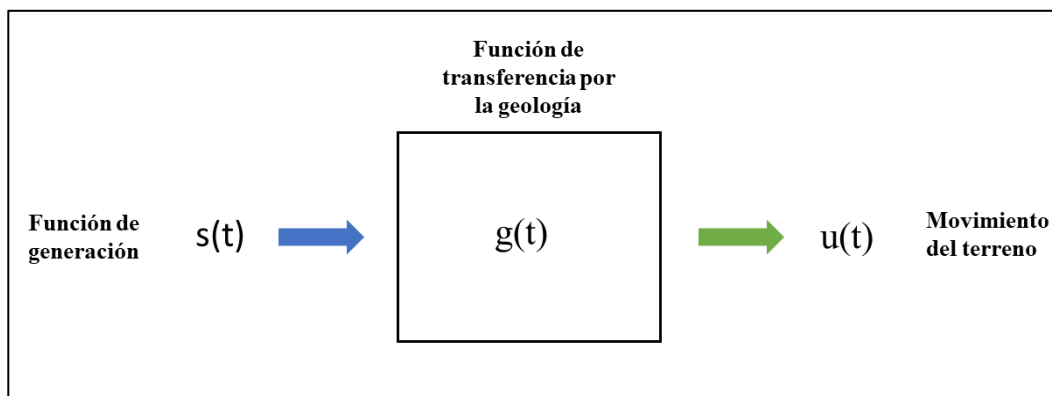 Función de
transferencia por
la geología
Función de
generación
s(t)
g(t)
u(t)
Movimiento
del terreno